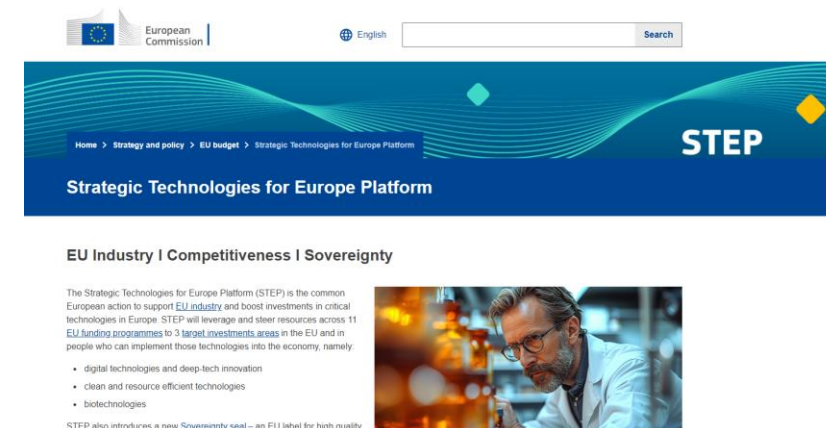 European
Commission
English
Search
STEP
Home > Strategy and policy > EU budget > Strategic Technologies for Europe Platform
Strategic Technologies for Europe Platform
EU Industry I Competitiveness I Sovereignty
The Strategic Technologies for Europe Platform (STEP) is the common
European action to support EU industry and boost investments in critical
technologies in Europe. STEP will leverage and steer resources across 11
EU funding programmes to 3 target investments areas in the EU and in
people who can implement those technologies into the economy, namely:
• digital technologies and deep-tech innovation
• clean and resource efficient technologies
• biotechnologies
STEP also introduces a new Sovereignty seal – an EU label for high quality